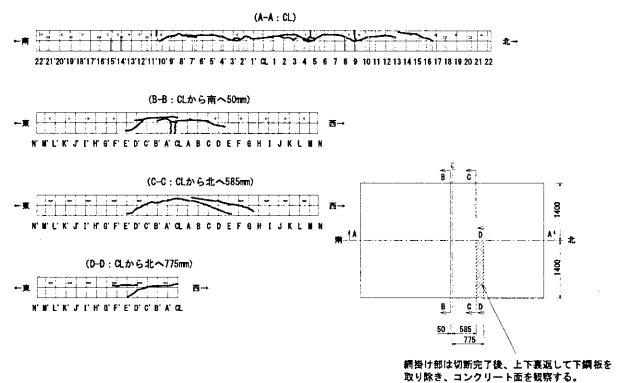 (A-A：CL)
←南
北→
22' 21' 20' 19' 18' 17' 16' 15' 14' 13' 12' 11' 10' 9' 8' 7' 6' 5' 4' 3' 2' 1' CL 1 2 3 4 5 6 7 8 9 10 11 12 13 14 15 16 17 18 19 20 21 22
(B-B：CLから南へ50mm)
←東
西→
N' M' L' K' J' I' H' G' F' E' D' C' B' A' CL A B C D E F G H I J K L M N
(C-C：CLから北へ585mm)
←東
西→
N' M' L' K' J' I' H' G' F' E' D' C' B' A' CL A B C D E F G H I J K L M N
(D-D：CLから北へ775mm)
←東
西→
N' M' L' K' J' I' H' G' F' E' D' C' B' A' CL
B
C
1400
D
南
A
A
北
1400
B
C
D
50
585
775
網掛け部は切断完了後、上下裏返して下鋼板を
取り除き、コンクリート面を観察する。